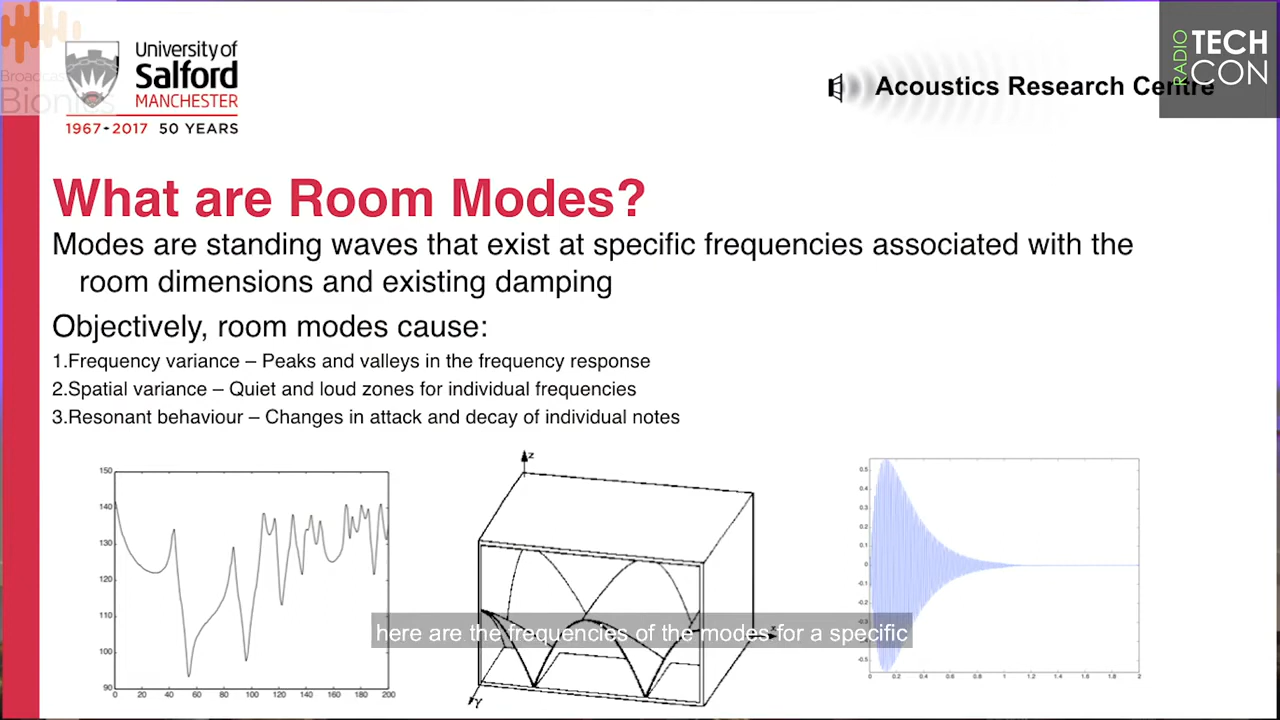 Broadcast
Bionics
University of
Salford
MANCHESTER
1967-2017 50 YEARS
Acoustics Research Centre
RADIO
TECH
CON
What are Room Modes?
Modes are standing waves that exist at specific frequencies associated with the
room dimensions and existing damping
Objectively, room modes cause:
1.Frequency variance – Peaks and valleys in the frequency response
2.Spatial variance – Quiet and loud zones for individual frequencies
3.Resonant behaviour – Changes in attack and decay of individual notes
150
140
130
120
110
100
90
0 20 40 60 80 100 120 140 160 180 200
z
x
Y
0.5
0.4
0.3
0.2
0.1
0
-0.1
-0.2
-0.3
-0.4
-0.5
0 0.2 0.4 0.6 0.8 1 1.2 1.4 1.6 1.8 2
here are the frequencies of the modes for a specific